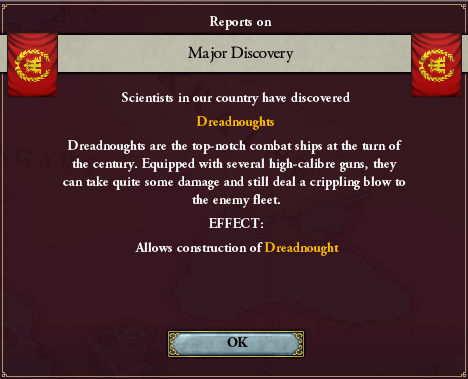 Reports on
Major Discovery
Scientists in our country have discovered
Dreadnoughts
Dreadnoughts are the top-notch combat ships at the turn of
the century. Equipped with several high-calibre guns, they
can take quite some damage and still deal a crippling blow to
the enemy fleet.
EFFECT:
Allows construction of Dreadnought
OK